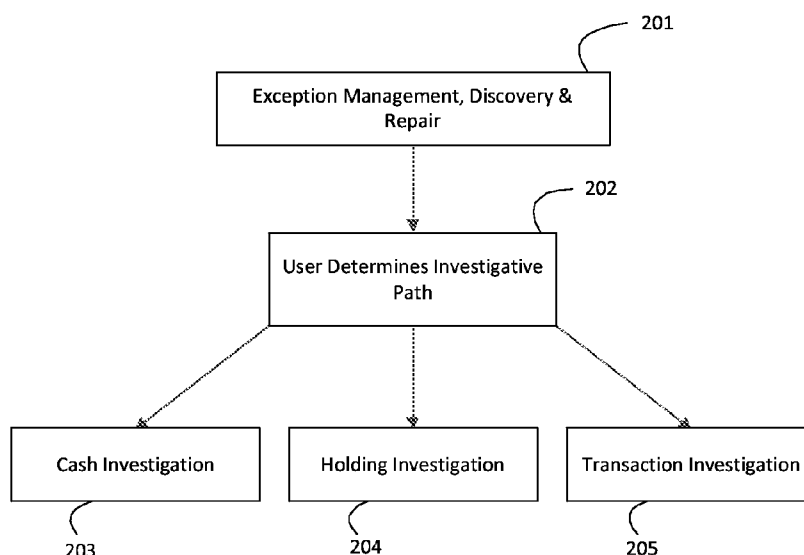 201
Exception Management, Discovery &
Repair
202
User Determines Investigative
Path
Cash Investigation
Holding Investigation
Transaction Investigation
203
204
205